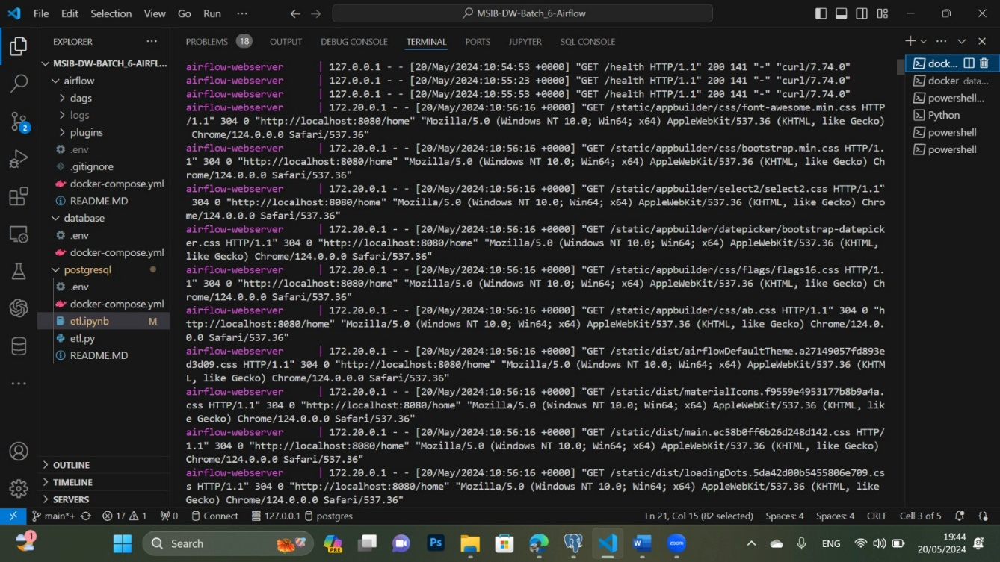 File Edit Selection View Go Run ··· MSIB-DW-Batch_6-Airflow
EXPLORER ···
MSIB-DW-BATCH_6-AIRFL...
airflow
dags
logs
plugins
.env
.gitignore
docker-compose.yml
README.MD
database
.env
docker-compose.yml
postgresql
.env
docker-compose.yml
etl.ipynb M
etl.py
README.MD
OUTLINE
TIMELINE
SERVERS
2
PROBLEMS 18 OUTPUT DEBUG CONSOLE TERMINAL PORTS JUPYTER SQL CONSOLE
airflow-webserver | 127.0.0.1 - - [20/May/2024:10:54:53 +0000] "GET /health HTTP/1.1" 200 141 "-" "curl/7.74.0"
airflow-webserver | 127.0.0.1 - - [20/May/2024:10:55:23 +0000] "GET /health HTTP/1.1" 200 141 "-" "curl/7.74.0"
airflow-webserver | 127.0.0.1 - - [20/May/2024:10:55:53 +0000] "GET /health HTTP/1.1" 200 141 "-" "curl/7.74.0"
airflow-webserver | 172.20.0.1 - - [20/May/2024:10:56:16 +0000] "GET /static/appbuilder/css/font-awesome.min.css HTTP
/1.1" 304 0 "http://localhost:8080/home" "Mozilla/5.0 (Windows NT 10.0; Win64; x64) AppleWebKit/537.36 (KHTML, like Gecko)
Chrome/124.0.0.0 Safari/537.36"
airflow-webserver | 172.20.0.1 - - [20/May/2024:10:56:16 +0000] "GET /static/appbuilder/css/bootstrap.min.css HTTP/1.
1" 304 0 "http://localhost:8080/home" "Mozilla/5.0 (Windows NT 10.0; Win64; x64) AppleWebKit/537.36 (KHTML, like Gecko) Ch
rome/124.0.0.0 Safari/537.36"
airflow-webserver | 172.20.0.1 - - [20/May/2024:10:56:16 +0000] "GET /static/appbuilder/select2/select2.css HTTP/1.1"
304 0 "http://localhost:8080/home" "Mozilla/5.0 (Windows NT 10.0; Win64; x64) AppleWebKit/537.36 (KHTML, like Gecko) Chro
me/124.0.0.0 Safari/537.36"
airflow-webserver | 172.20.0.1 - - [20/May/2024:10:56:16 +0000] "GET /static/appbuilder/datepicker/bootstrap-datepick
er.css HTTP/1.1" 304 0 "http://localhost:8080/home" "Mozilla/5.0 (Windows NT 10.0; Win64; x64) AppleWebKit/537.36 (KHTML,
like Gecko) Chrome/124.0.0.0 Safari/537.36"
airflow-webserver | 172.20.0.1 - - [20/May/2024:10:56:16 +0000] "GET /static/appbuilder/css/flags/flags16.css HTTP/1.
1" 304 0 "http://localhost:8080/home" "Mozilla/5.0 (Windows NT 10.0; Win64; x64) AppleWebKit/537.36 (KHTML, like Gecko) Ch
rome/124.0.0.0 Safari/537.36"
airflow-webserver | 172.20.0.1 - - [20/May/2024:10:56:16 +0000] "GET /static/appbuilder/css/ab.css HTTP/1.1" 304 0 "h
ttp://localhost:8080/home" "Mozilla/5.0 (Windows NT 10.0; Win64; x64) AppleWebKit/537.36 (KHTML, like Gecko) Chrome/124.0.
0.0 Safari/537.36"
airflow-webserver | 172.20.0.1 - - [20/May/2024:10:56:16 +0000] "GET /static/dist/airflowDefaultTheme.a27149057fd893e
d3d09.css HTTP/1.1" 304 0 "http://localhost:8080/home" "Mozilla/5.0 (Windows NT 10.0; Win64; x64) AppleWebKit/537.36 (KHTM
L, like Gecko) Chrome/124.0.0.0 Safari/537.36"
airflow-webserver | 172.20.0.1 - - [20/May/2024:10:56:16 +0000] "GET /static/dist/materialIcons.f9559e4953177b8b9a4a.
css HTTP/1.1" 304 0 "http://localhost:8080/home" "Mozilla/5.0 (Windows NT 10.0; Win64; x64) AppleWebKit/537.36 (KHTML, lik
e Gecko) Chrome/124.0.0.0 Safari/537.36"
airflow-webserver | 172.20.0.1 - - [20/May/2024:10:56:16 +0000] "GET /static/dist/main.ec58b0ff6b26d248d142.css HTTP/
1.1" 304 0 "http://localhost:8080/home" "Mozilla/5.0 (Windows NT 10.0; Win64; x64) AppleWebKit/537.36 (KHTML, like Gecko)
Chrome/124.0.0.0 Safari/537.36"
airflow-webserver | 172.20.0.1 - - [20/May/2024:10:56:16 +0000] "GET /static/dist/loadingDots.5da42d00b5455806e709.cs
s HTTP/1.1" 304 0 "http://localhost:8080/home" "Mozilla/5.0 (Windows NT 10.0; Win64; x64) AppleWebKit/537.36 (KHTML, like
Gecko) Chrome/124.0.0.0 Safari/537.36"
dock...
docker data...
powershell...
Python
powershell
powershell
main*+ 17 1 0 Connect 127.0.0.1 postgres Ln 21, Col 15 (82 selected) Spaces: 4 Spaces: 4 CRLF Cell 3 of 5
1 Search PRE Ps W zoom ENG 19:44
20/05/2024